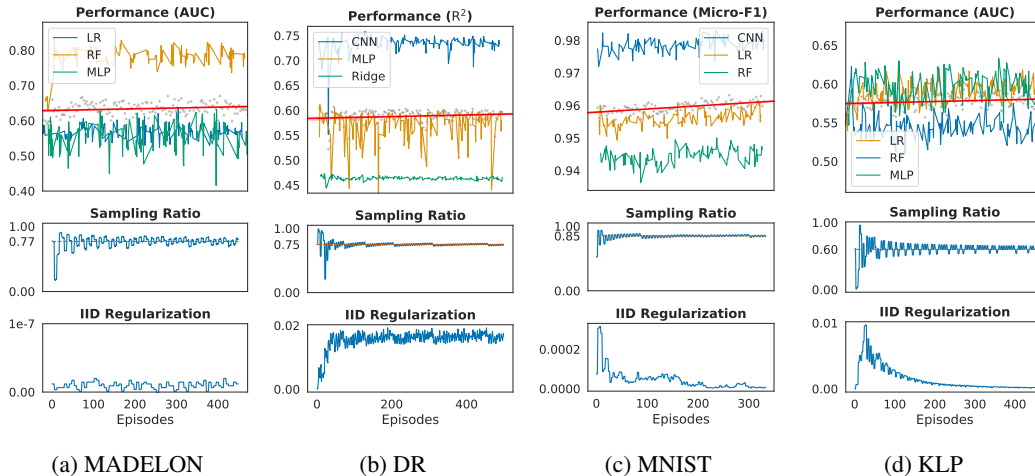 Performance (AUC)
LR
RF
MLP
0.80
0.70
0.60
0.50
0.40
Sampling Ratio
1.00
0.77
0.00
IID Regularization
1e-7
0.00
0
100
200
300
400
Episodes
(a) MADELON
Performance (R²)
CNN
MLP
Ridge
0.75
0.65
0.55
0.45
Sampling Ratio
1.00
0.75
0.00
IID Regularization
0.02
0.00
0
200
400
Episodes
(b) DR
Performance (Micro-F1)
CNN
LR
RF
0.98
0.97
0.96
0.95
0.94
Sampling Ratio
1.00
0.85
0.00
IID Regularization
0.0002
0.0000
0
100
200
300
Episodes
(c) MNIST
Performance (AUC)
LR
RF
MLP
0.65
0.60
0.55
0.50
Sampling Ratio
1.00
0.60
0.00
IID Regularization
0.01
0.00
0
100
200
300
400
Episodes
(d) KLP